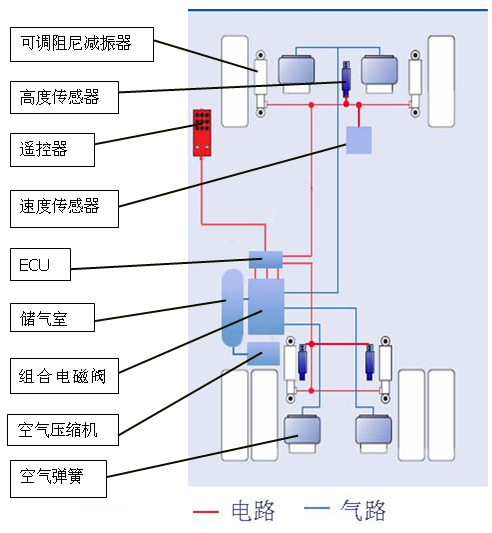 可调阻尼减振器
高度传感器
遥控器
速度传感器
ECU
储气室
组合电磁阀
空气压缩机
空气弹簧
电路 气路